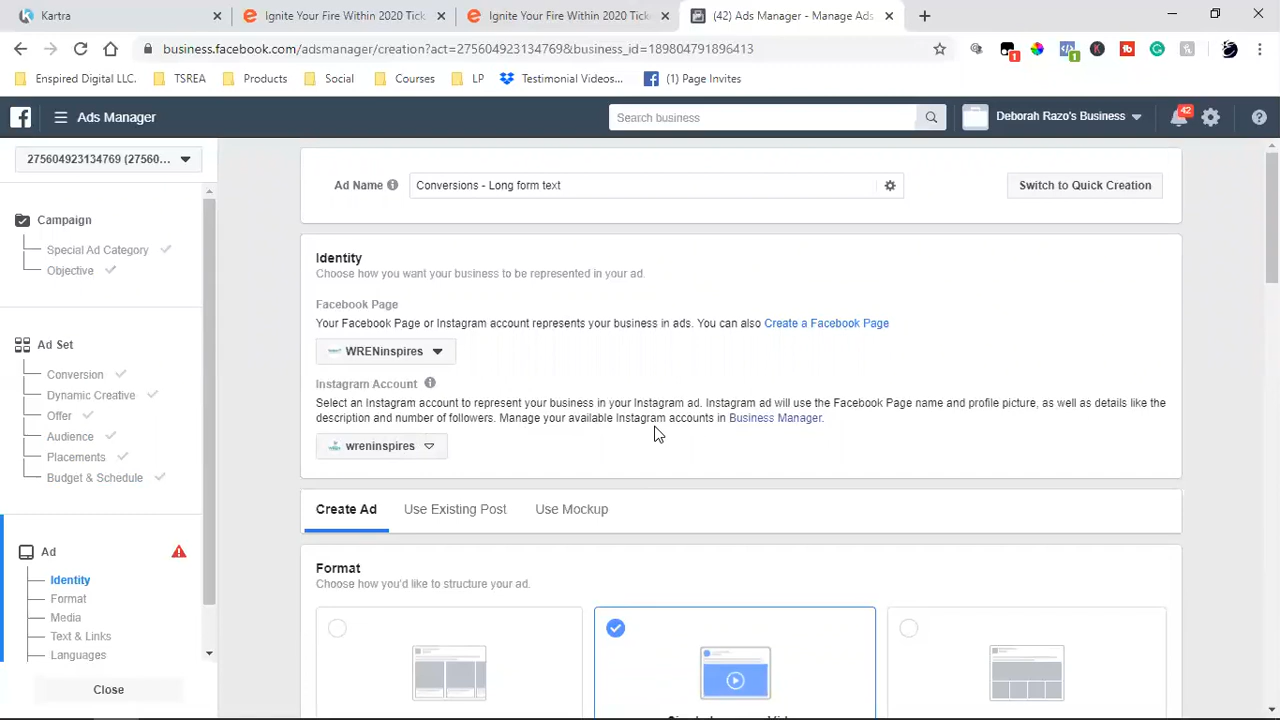 Kartra
Ignite Your Fire Within 2020 Ticke
Ignite Your Fire Within 2020 Ticke
(42) Ads Manager - Manage Ads
business.facebook.com/adsmanager/creation?act=275604923134769&business_id=189804791896413
1
1
Enspired Digital LLC.
TSREA
Products
Social
Courses
LP
Testimonial Videos...
(1) Page Invites
Ads Manager
Search business
Deborah Razo's Business
42
275604923134769 (27560...
Campaign
Special Ad Category
Objective
Ad Set
Conversion
Dynamic Creative
Offer
Audience
Placements
Budget & Schedule
Ad
Identity
Format
Media
Text & Links
Languages
Close
Ad Name
Conversions - Long form text
Switch to Quick Creation
Identity
Choose how you want your business to be represented in your ad.
Facebook Page
Your Facebook Page or Instagram account represents your business in ads. You can also Create a Facebook Page
WRENinspires
Instagram Account
Select an Instagram account to represent your business in your Instagram ad. Instagram ad will use the Facebook Page name and profile picture, as well as details like the
description and number of followers. Manage your available Instagram accounts in Business Manager.
wreninspires
Create Ad
Use Existing Post
Use Mockup
Format
Choose how you'd like to structure your ad.